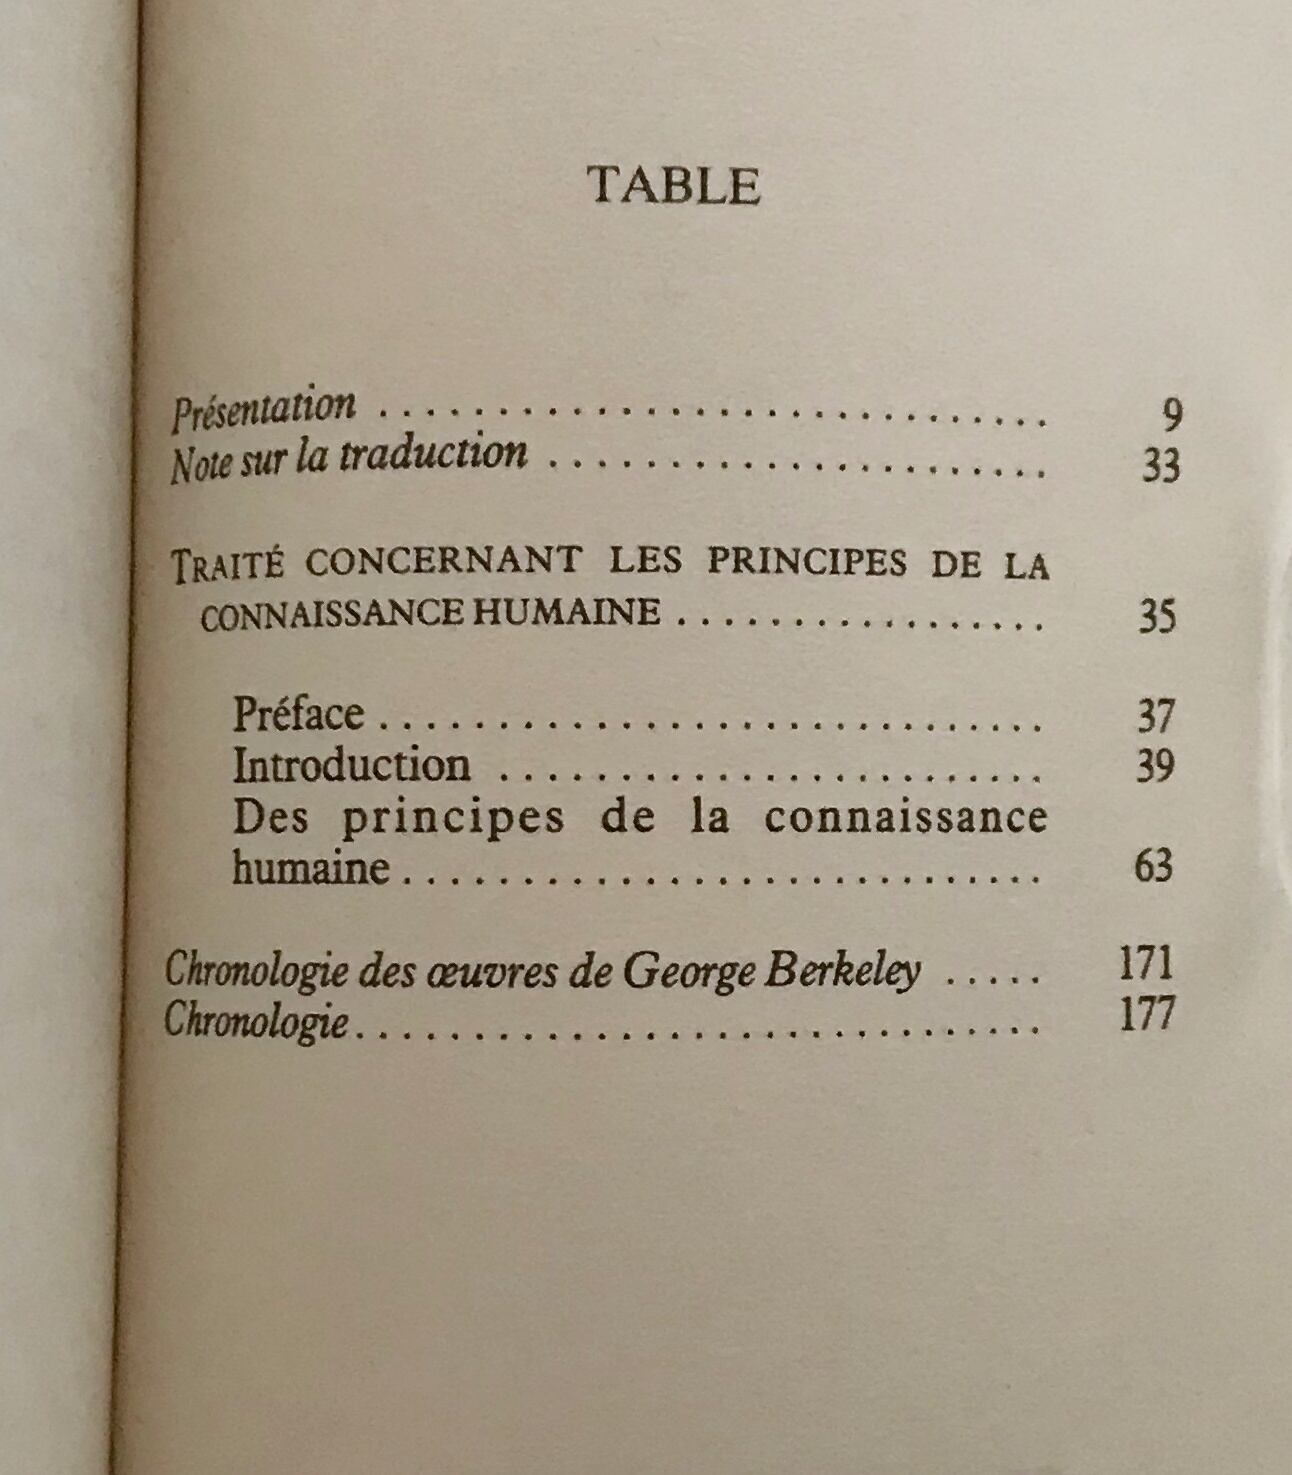 TABLE
Présentation . . . . . . . . . . . . . . . . . . . . . . . . . . . . 9
Note sur la traduction . . . . . . . . . . . . . . . . . . . . . 33
TRAITÉ CONCERNANT LES PRINCIPES DE LA
CONNAISSANCE HUMAINE . . . . . . . . . . . . . . . . 35
Préface . . . . . . . . . . . . . . . . . . . . . . . . . . . . 37
Introduction . . . . . . . . . . . . . . . . . . . . . . . 39
Des principes de la connaissance
humaine . . . . . . . . . . . . . . . . . . . . . . . . . . . 63
Chronologie des œuvres de George Berkeley . . . . . 171
Chronologie . . . . . . . . . . . . . . . . . . . . . . . . . . . . . 177